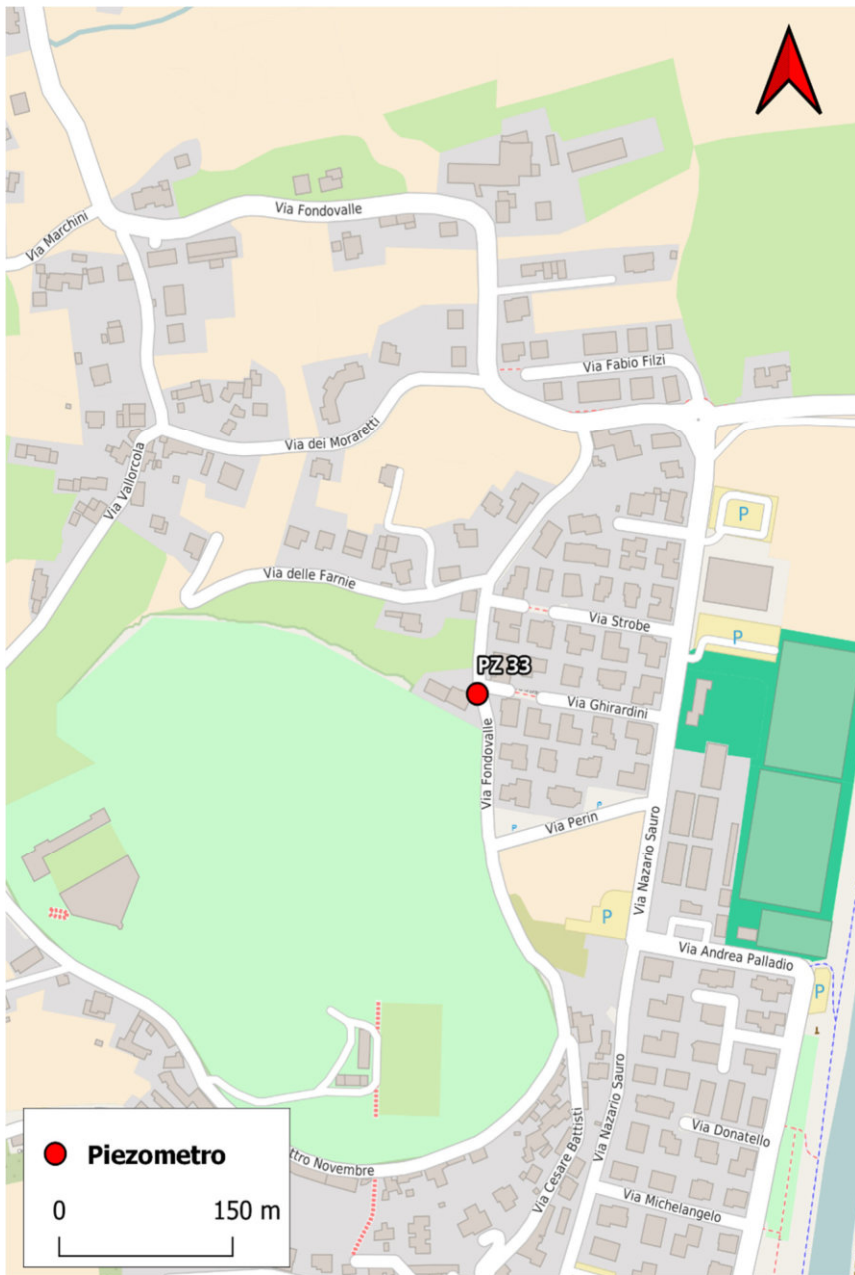 Via Fondovalle
Via Marchini
Via Fabio Filzi
Via dei Moraretti
Via Vallorcola
P
Via delle Farnie
Via Strobe
P
PZ 33
Via Ghirardini
Via Fondovalle
P
P
Via Perin
Via Nazario Sauro
P
Via Andrea Palladio
P
Via Nazario Sauro
Via Donatello
Via Cesare Battisti
ttro Novembre
Via Michelangelo
Piezometro
0 150 m